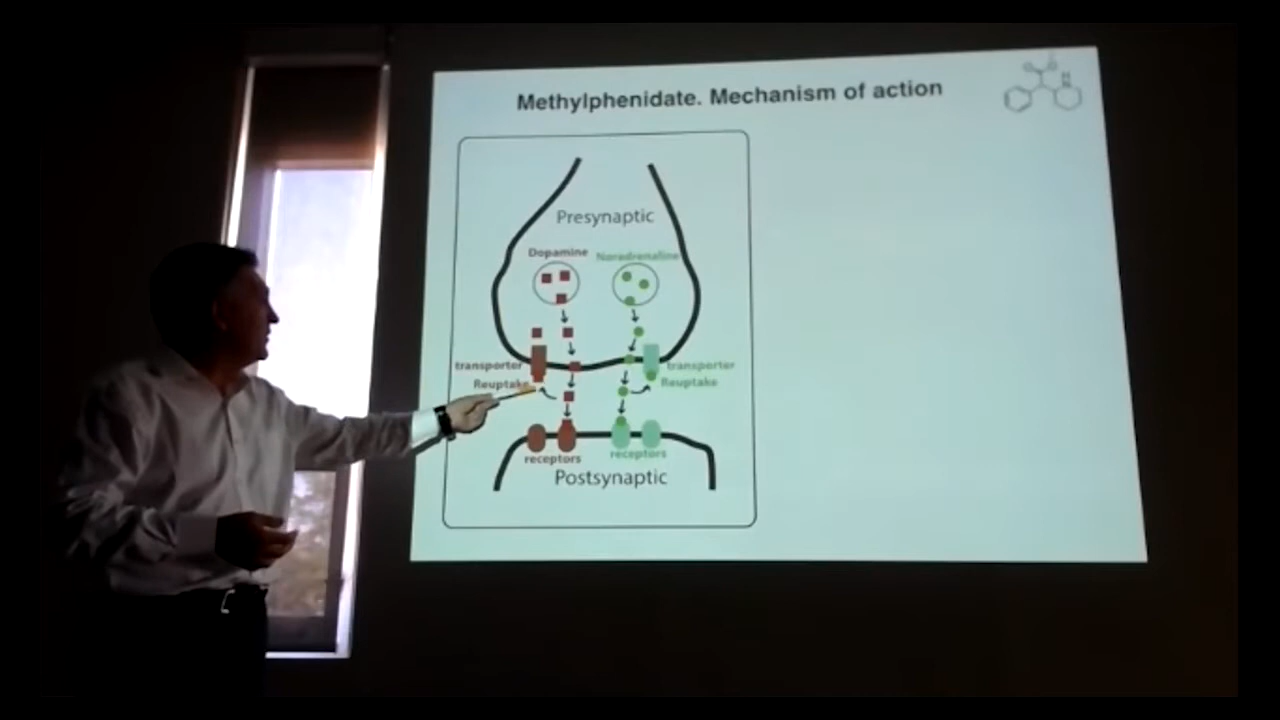 Methylphenidate. Mechanism of action
Presynaptic
Dopamine
Noradrenaline
transporter
Reuptake
transporter
Reuptake
receptors
receptors
Postsynaptic